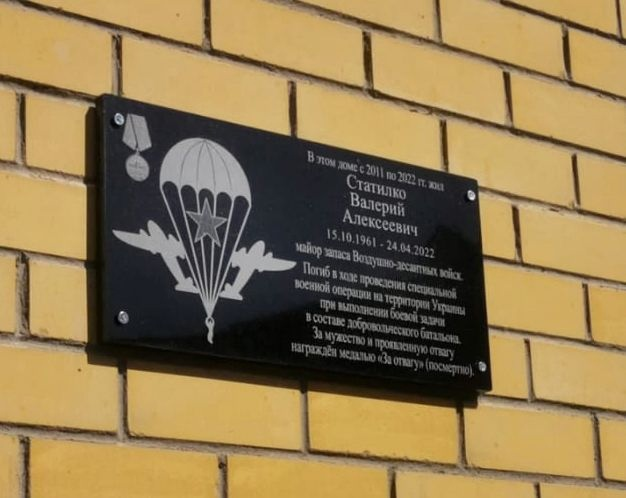 В этом доме с 2011 по 2022 гг. жил
Статилко
Валерий
Алексеевич
15.10.1961 - 24.04.2022
майор запаса Воздушно-десантных войск.
Погиб в ходе проведения специальной
военной операции на территории Украины
при выполнении боевой задачи
в составе добровольческого батальона.
За мужество и проявленную отвагу
награждён медалью «За отвагу» (посмертно).